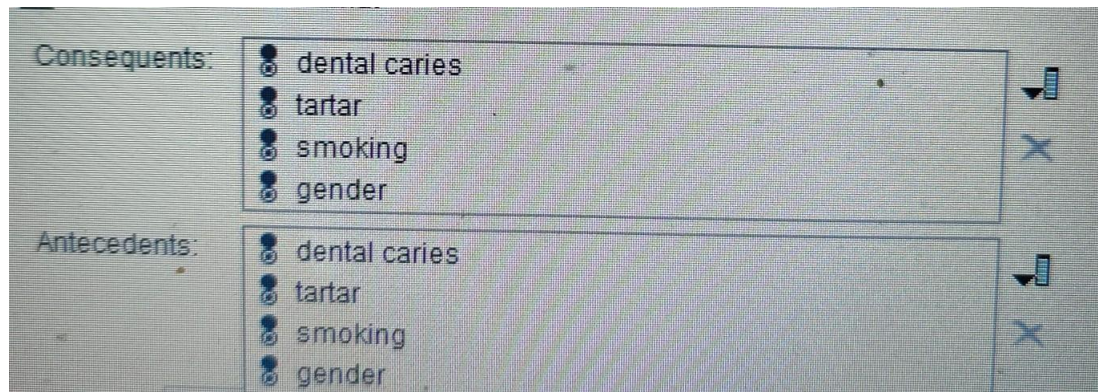 Consequents:
dental caries
tartar
smoking
gender
Antecedents:
dental caries
tartar
smoking
gender